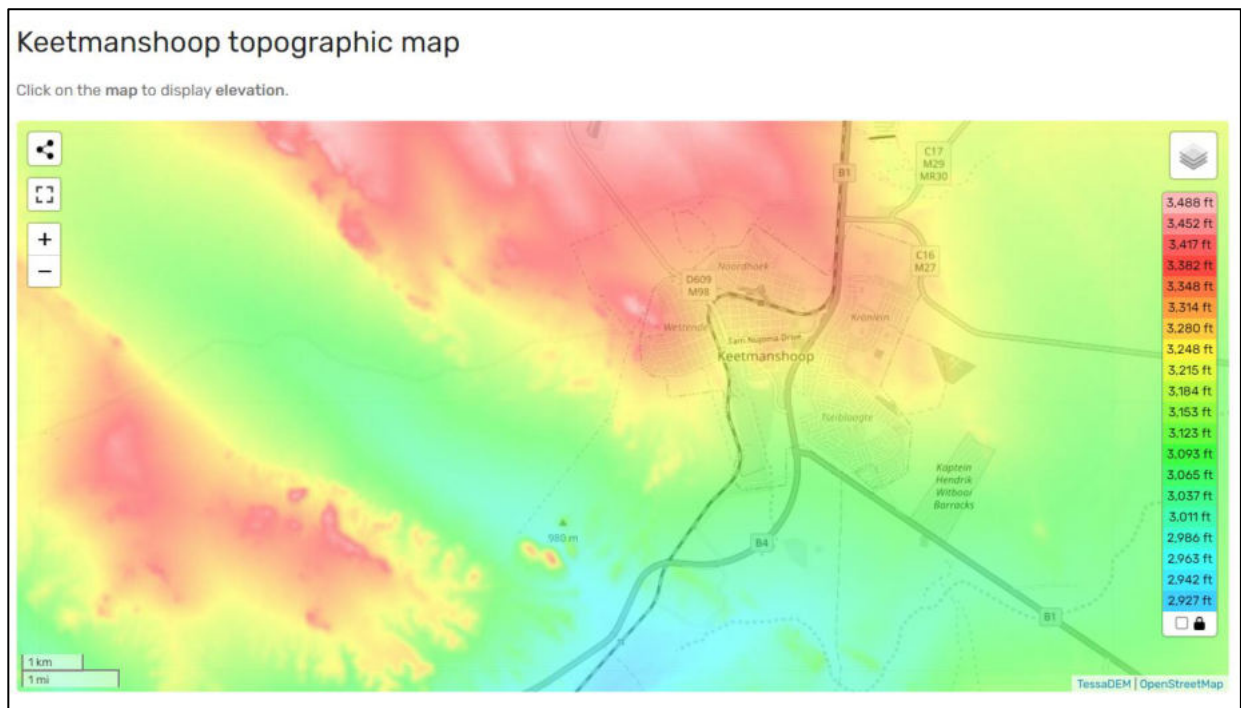 Keetmanshoop topographic map
Click on the map to display elevation.
+
−
C17
M29
MR30
B1
C16
M27
Noordhoek
D609
M98
Kronlein
Westende
Sam Nujoma Drive
Keetmanshoop
Tseiblaagte
Kaptein
Hendrik
Witbooi
Barracks
980 m
B4
B1
3,488 ft
3,452 ft
3,417 ft
3,382 ft
3,348 ft
3,314 ft
3,280 ft
3,248 ft
3,215 ft
3,184 ft
3,153 ft
3,123 ft
3,093 ft
3,065 ft
3,037 ft
3,011 ft
2,986 ft
2,963 ft
2,942 ft
2,927 ft
1 km
1 mi
TessaDEM | OpenStreetMap